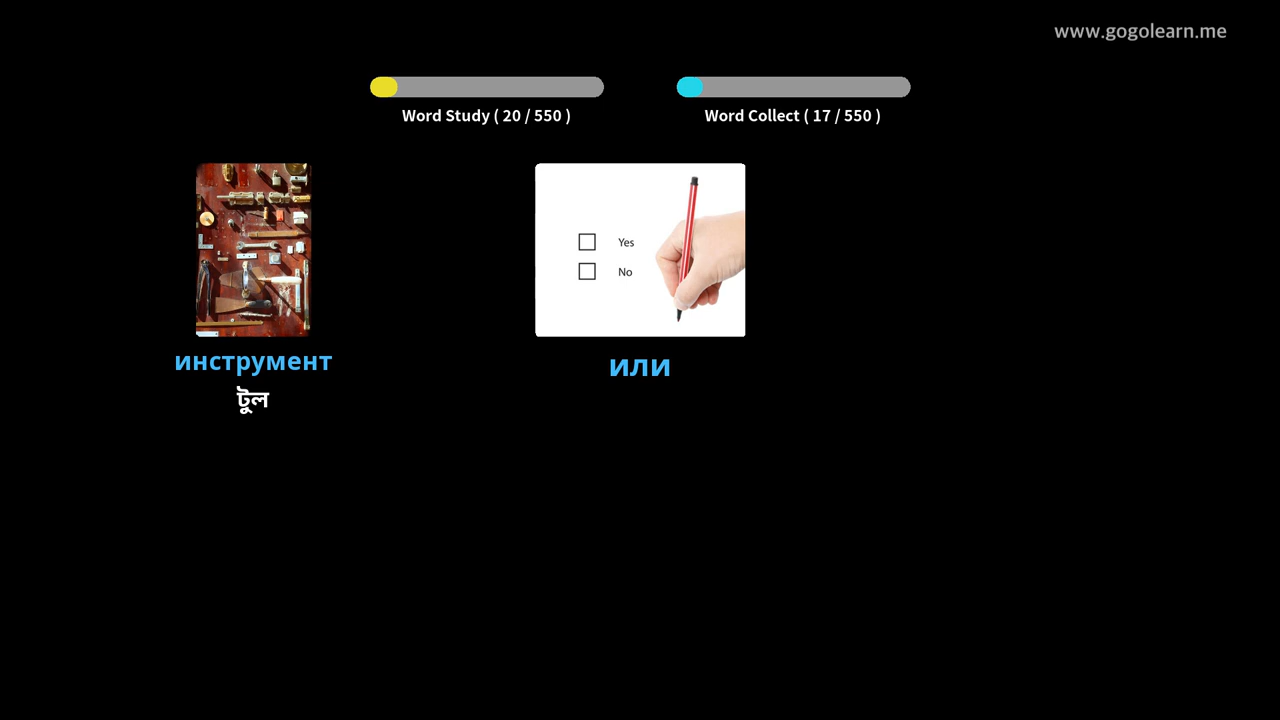 www.gogolearn.me
Word Study ( 20 / 550 )
Word Collect ( 17 / 550 )
Yes
No
инструмент
টুল
или